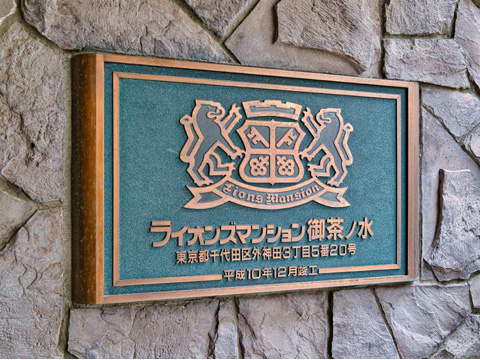 Lions Mansion
ライオンズマンション御茶ノ水
東京都千代田区外神田3丁目5番20号
平成10年12月竣工